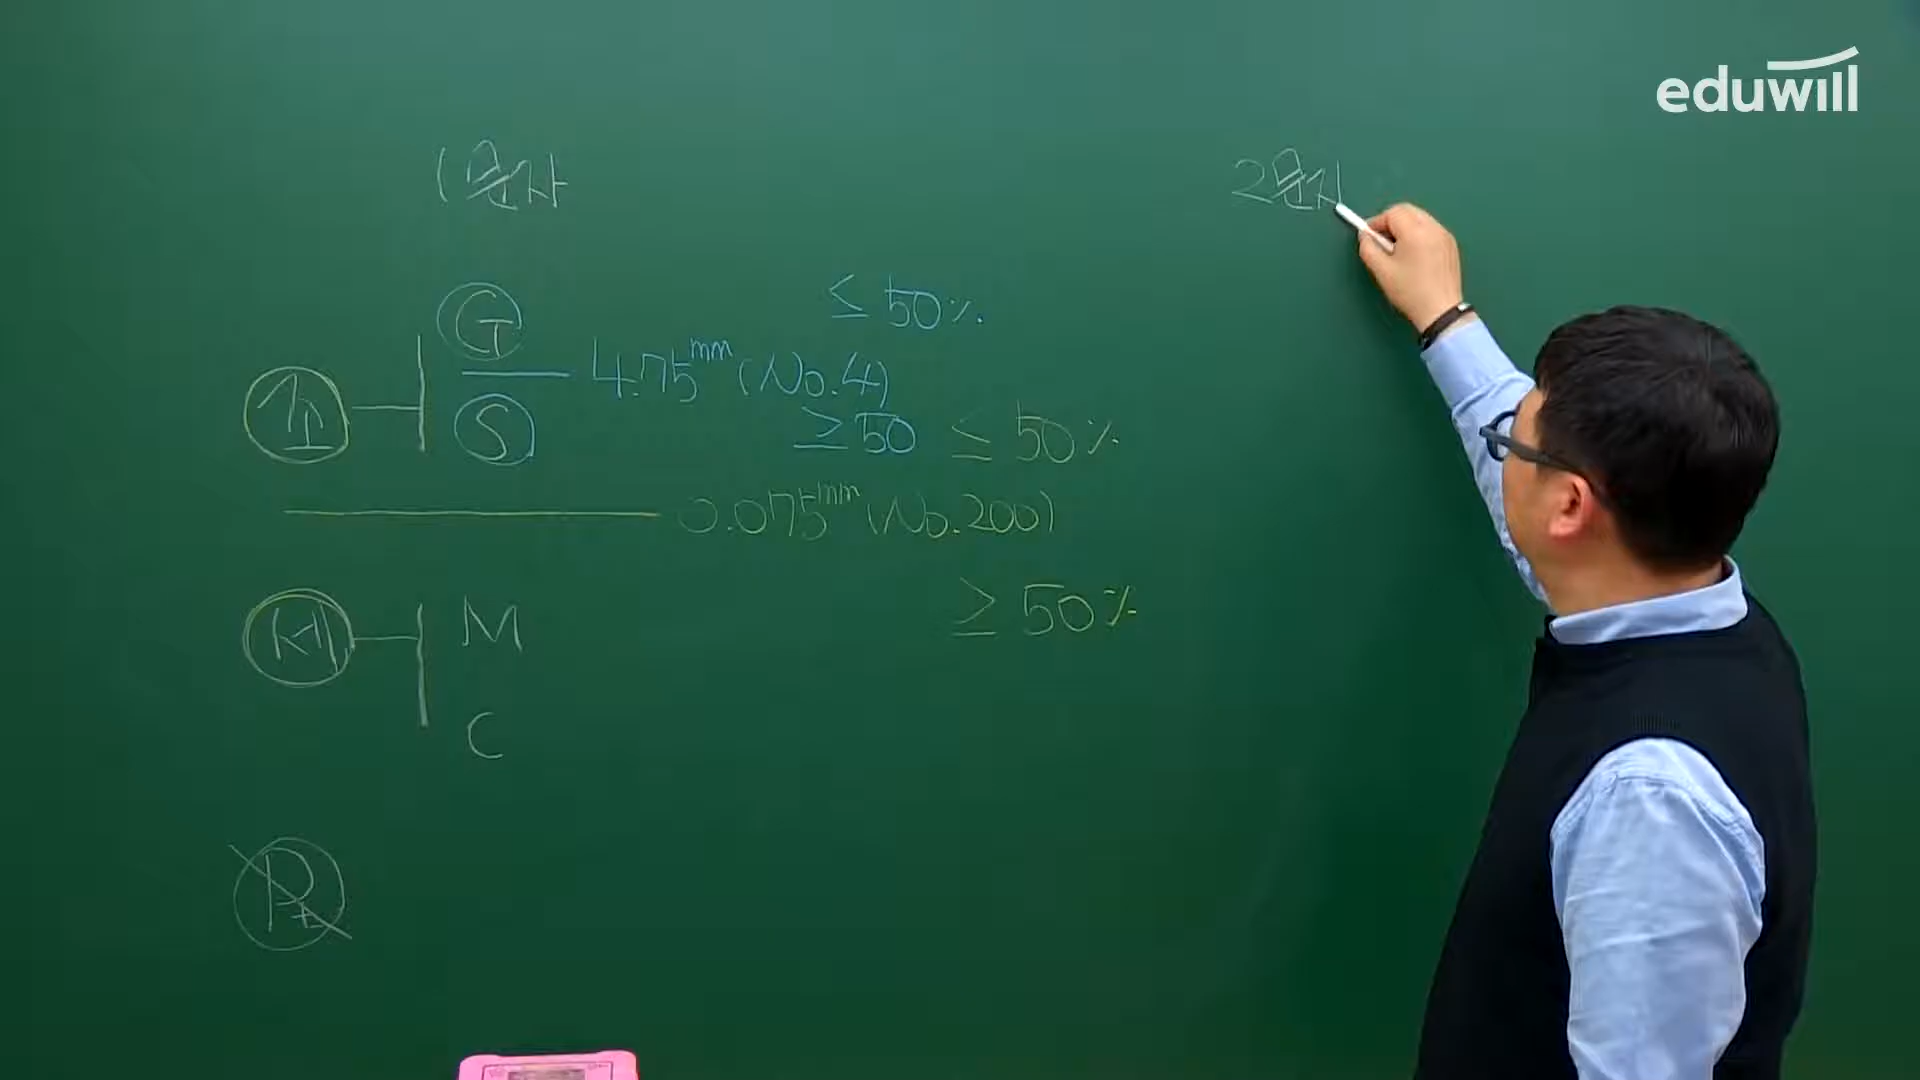 eduwill
1문자
2문자
≤ 50%
G
4.75mm (No.4)
조
S
≥ 50
≤ 50%
0.075mm (No.200)
≥ 50%
세
M
C
Pt